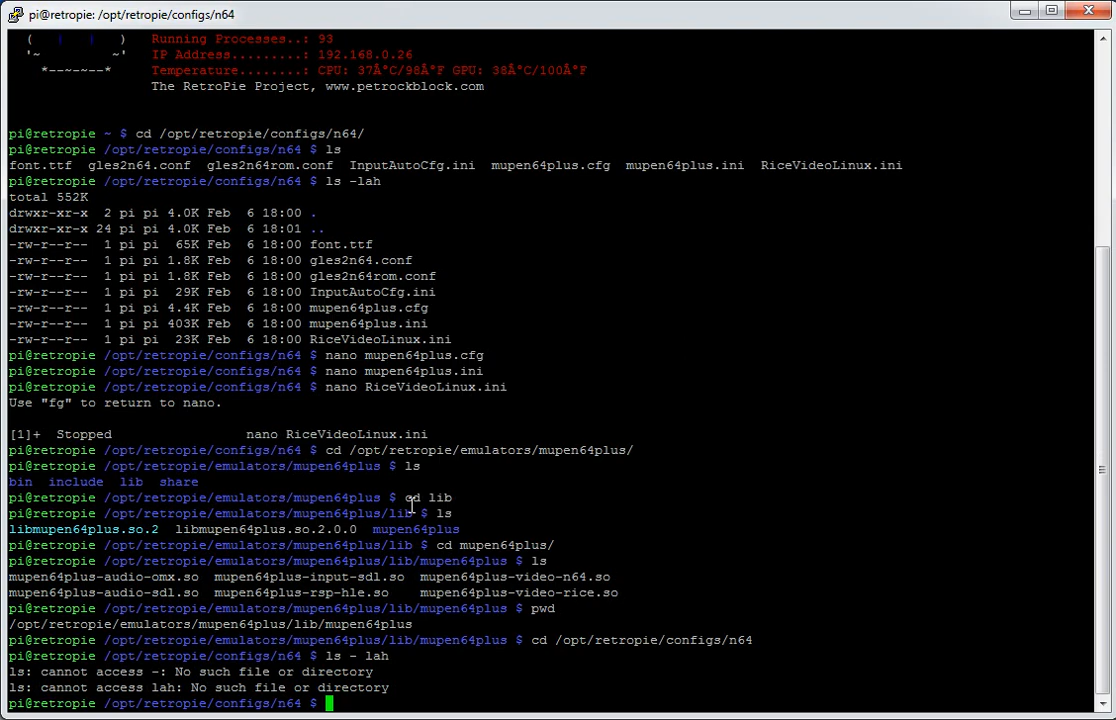 pi@retropie: /opt/retropie/configs/n64
(   |   |   )   Running Processes..: 93
'~           ~'   IP Address.........: 192.168.0.26
*--~-~--*     Temperature........: CPU: 37Â°C/98Â°F GPU: 38Â°C/100Â°F
The RetroPie Project, www.petrockblock.com
pi@retropie ~ $ cd /opt/retropie/configs/n64/
pi@retropie /opt/retropie/configs/n64 $ ls
font.ttf  gles2n64.conf  gles2n64rom.conf  InputAutoCfg.ini  mupen64plus.cfg  mupen64plus.ini  RiceVideoLinux.ini
pi@retropie /opt/retropie/configs/n64 $ ls -lah
total 552K
drwxr-xr-x  2 pi pi 4.0K Feb  6 18:00 .
drwxr-xr-x 24 pi pi 4.0K Feb  6 18:01 ..
-rw-r--r--  1 pi pi  65K Feb  6 18:00 font.ttf
-rw-r--r--  1 pi pi 1.8K Feb  6 18:00 gles2n64.conf
-rw-r--r--  1 pi pi 1.8K Feb  6 18:00 gles2n64rom.conf
-rw-r--r--  1 pi pi  29K Feb  6 18:00 InputAutoCfg.ini
-rw-r--r--  1 pi pi 4.4K Feb  6 18:00 mupen64plus.cfg
-rw-r--r--  1 pi pi 403K Feb  6 18:00 mupen64plus.ini
-rw-r--r--  1 pi pi  23K Feb  6 18:00 RiceVideoLinux.ini
pi@retropie /opt/retropie/configs/n64 $ nano mupen64plus.cfg
pi@retropie /opt/retropie/configs/n64 $ nano mupen64plus.ini
pi@retropie /opt/retropie/configs/n64 $ nano RiceVideoLinux.ini
Use "fg" to return to nano.
[1]+  Stopped                 nano RiceVideoLinux.ini
pi@retropie /opt/retropie/configs/n64 $ cd /opt/retropie/emulators/mupen64plus/
pi@retropie /opt/retropie/emulators/mupen64plus $ ls
bin  include  lib  share
pi@retropie /opt/retropie/emulators/mupen64plus $ cd lib
pi@retropie /opt/retropie/emulators/mupen64plus/lib $ ls
libmupen64plus.so.2  libmupen64plus.so.2.0.0  mupen64plus
pi@retropie /opt/retropie/emulators/mupen64plus/lib $ cd mupen64plus/
pi@retropie /opt/retropie/emulators/mupen64plus/lib/mupen64plus $ ls
mupen64plus-audio-omx.so  mupen64plus-input-sdl.so  mupen64plus-video-n64.so
mupen64plus-audio-sdl.so  mupen64plus-rsp-hle.so    mupen64plus-video-rice.so
pi@retropie /opt/retropie/emulators/mupen64plus/lib/mupen64plus $ pwd
/opt/retropie/emulators/mupen64plus/lib/mupen64plus
pi@retropie /opt/retropie/emulators/mupen64plus/lib/mupen64plus $ cd /opt/retropie/configs/n64
pi@retropie /opt/retropie/configs/n64 $ ls - lah
ls: cannot access -: No such file or directory
ls: cannot access lah: No such file or directory
pi@retropie /opt/retropie/configs/n64 $